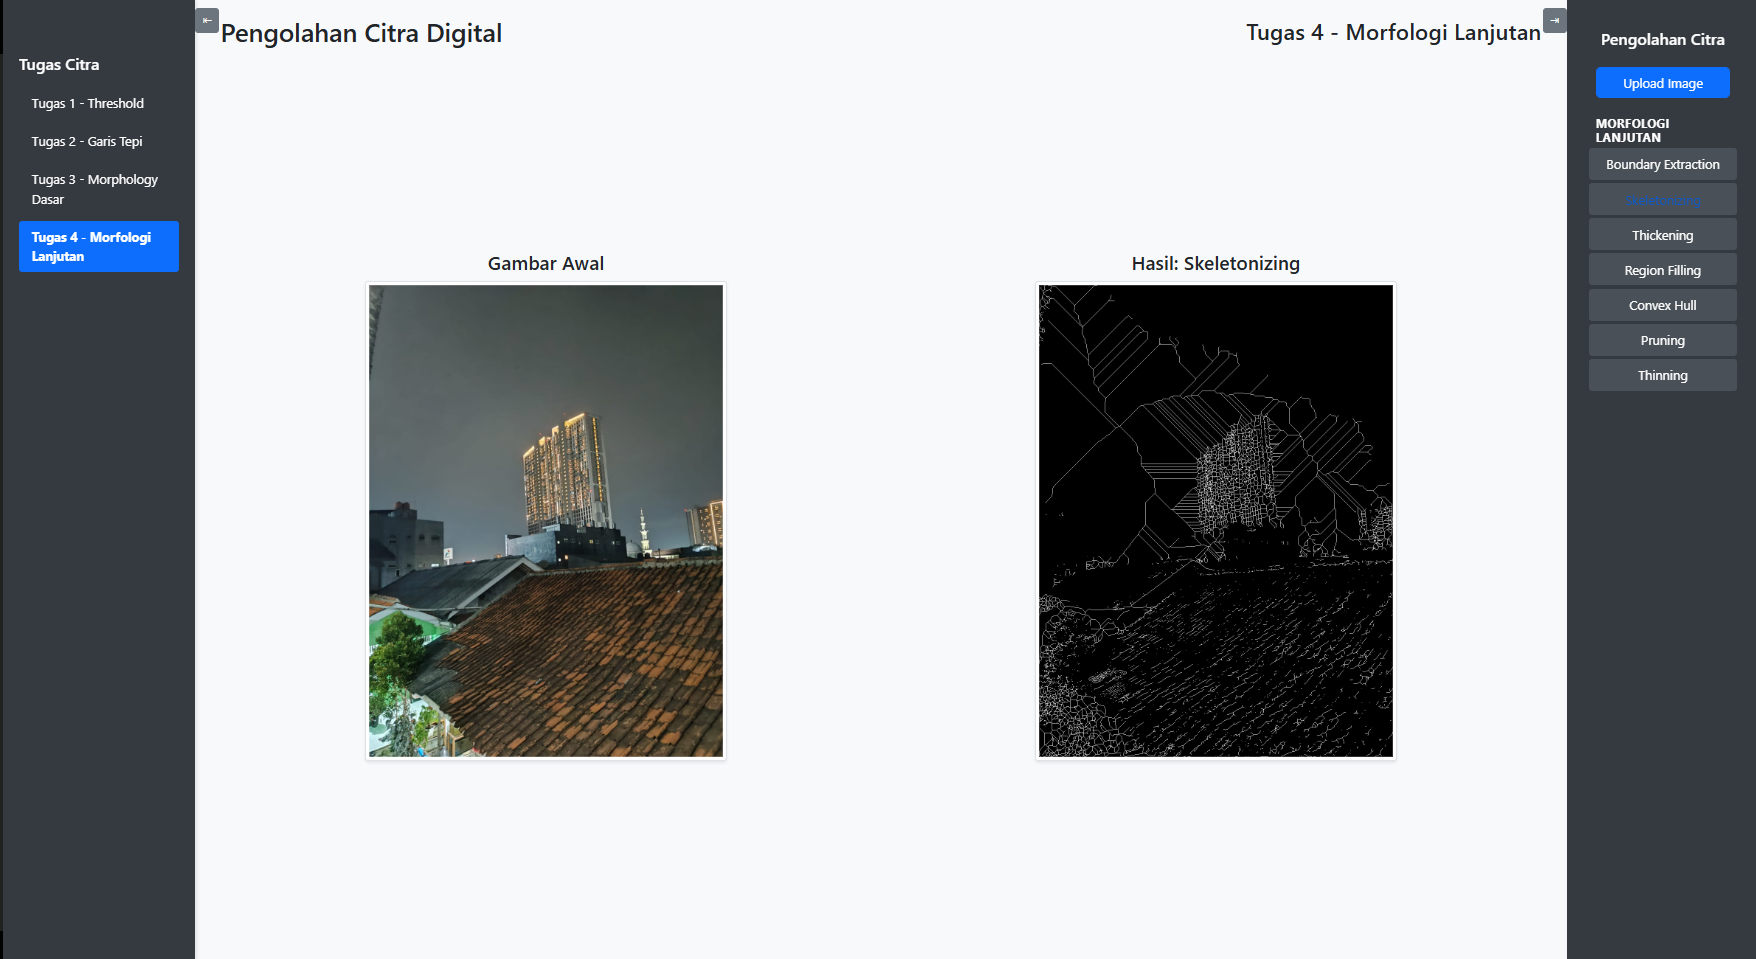 Tugas Citra
Tugas 1 - Threshold
Tugas 2 - Garis Tepi
Tugas 3 - Morphology
Dasar
Tugas 4 - Morfologi
Lanjutan
Pengolahan Citra Digital
Tugas 4 - Morfologi Lanjutan
Gambar Awal
Hasil: Skeletonizing
Pengolahan Citra
Upload Image
MORFOLOGI
LANJUTAN
Boundary Extraction
Skeletonizing
Thickening
Region Filling
Convex Hull
Pruning
Thinning